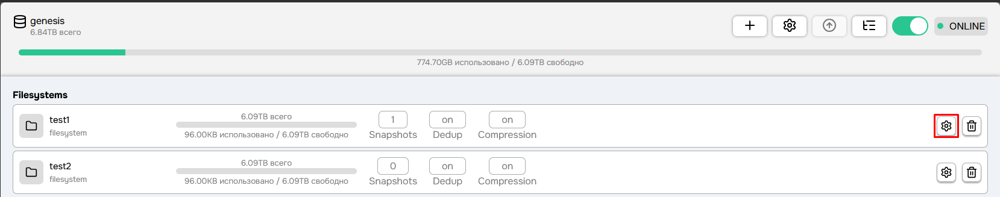 genesis
6.84TB всего
ONLINE
774.70GB использовано / 6.09TB свободно
Filesystems
test1
filesystem
6.09TB всего
96.00KB использовано / 6.09TB свободно
1
Snapshots
on
Dedup
on
Compression
test2
filesystem
6.09TB всего
96.00KB использовано / 6.09TB свободно
0
Snapshots
on
Dedup
on
Compression